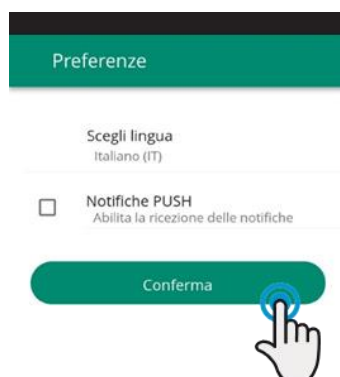 Preferenze
Scegli lingua
Italiano (IT)
Notifiche PUSH
Abilita la ricezione delle notifiche
Conferma